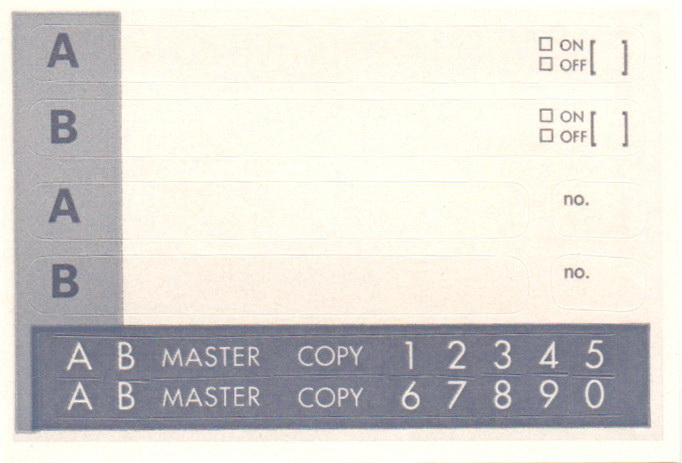 A □ ON
□ OFF [ ]
B □ ON
□ OFF [ ]
A no.
B no.
A B MASTER COPY 1 2 3 4 5
A B MASTER COPY 6 7 8 9 0